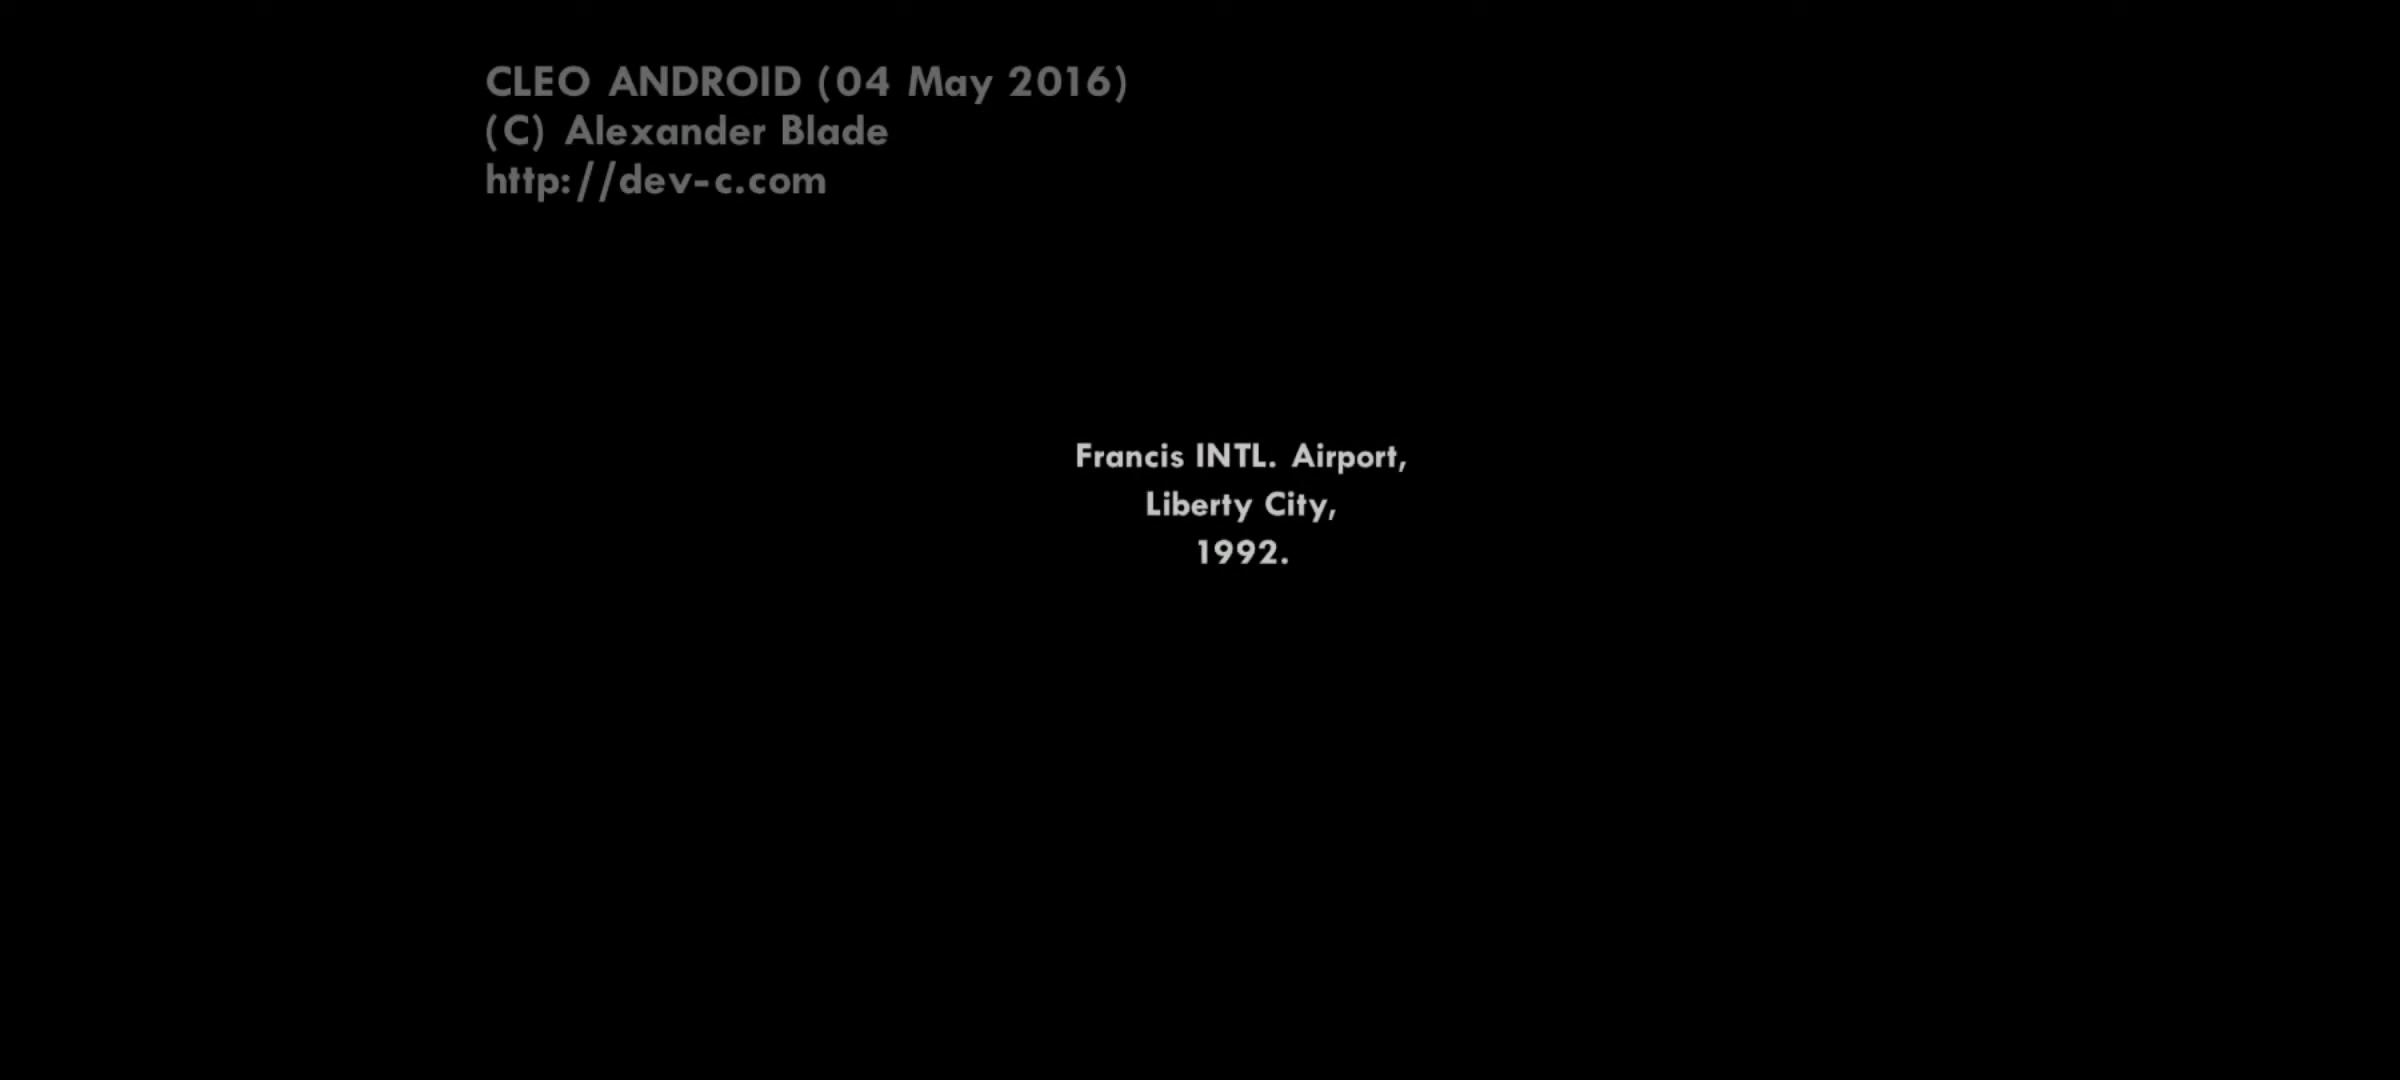 CLEO ANDROID (04 May 2016)
(C) Alexander Blade
http://dev-c.com
Francis INTL. Airport,
Liberty City,
1992.